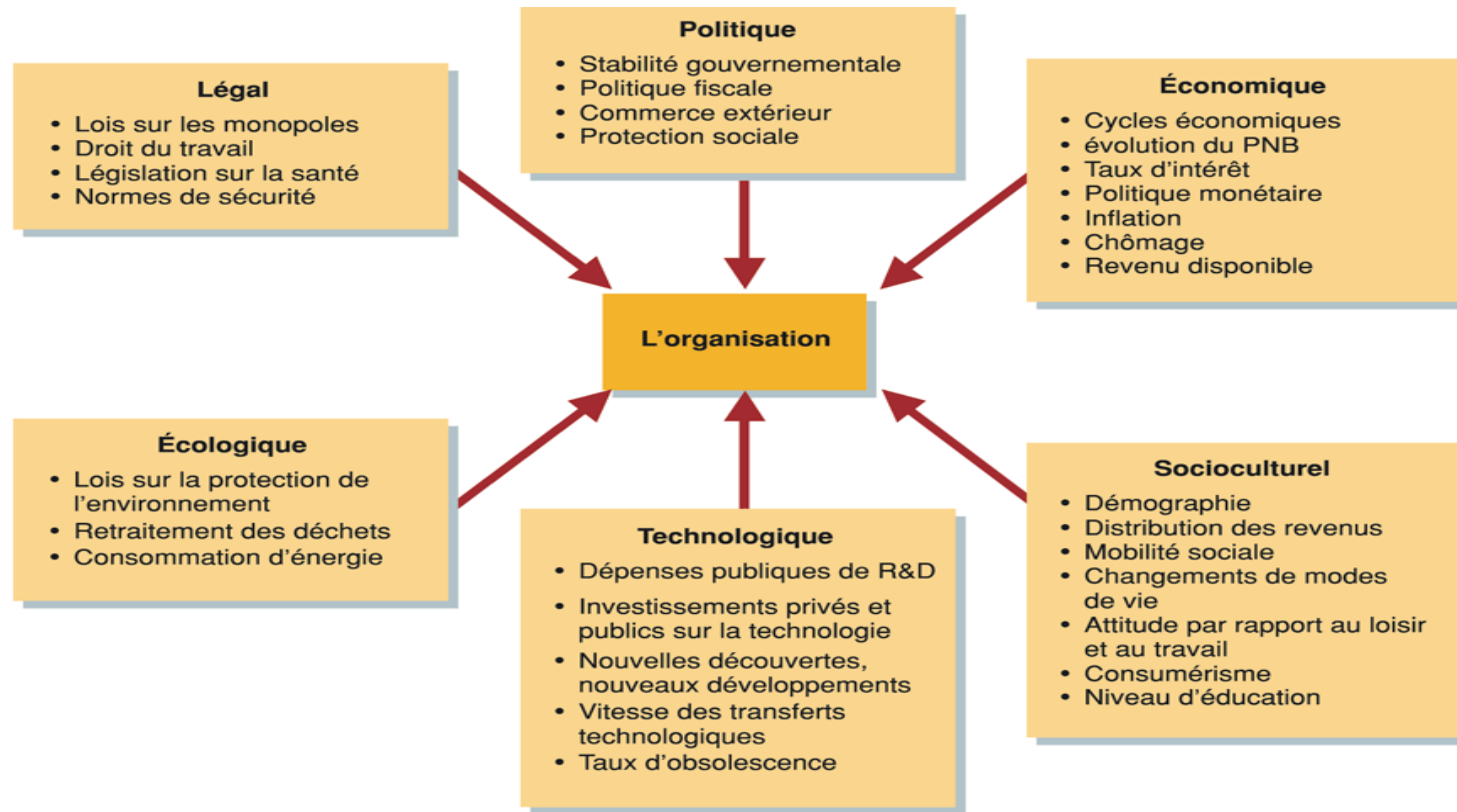 Politique
• Stabilité gouvernementale
• Politique fiscale
• Commerce extérieur
• Protection sociale
Légal
• Lois sur les monopoles
• Droit du travail
• Législation sur la santé
• Normes de sécurité
Économique
• Cycles économiques
• évolution du PNB
• Taux d'intérêt
• Politique monétaire
• Inflation
• Chômage
• Revenu disponible
L'organisation
Écologique
• Lois sur la protection de
l'environnement
• Retraitement des déchets
• Consommation d'énergie
Technologique
• Dépenses publiques de R&D
• Investissements privés et
publics sur la technologie
• Nouvelles découvertes,
nouveaux développements
• Vitesse des transferts
technologiques
• Taux d'obsolescence
Socioculturel
• Démographie
• Distribution des revenus
• Mobilité sociale
• Changements de modes
de vie
• Attitude par rapport au loisir
et au travail
• Consumérisme
• Niveau d'éducation